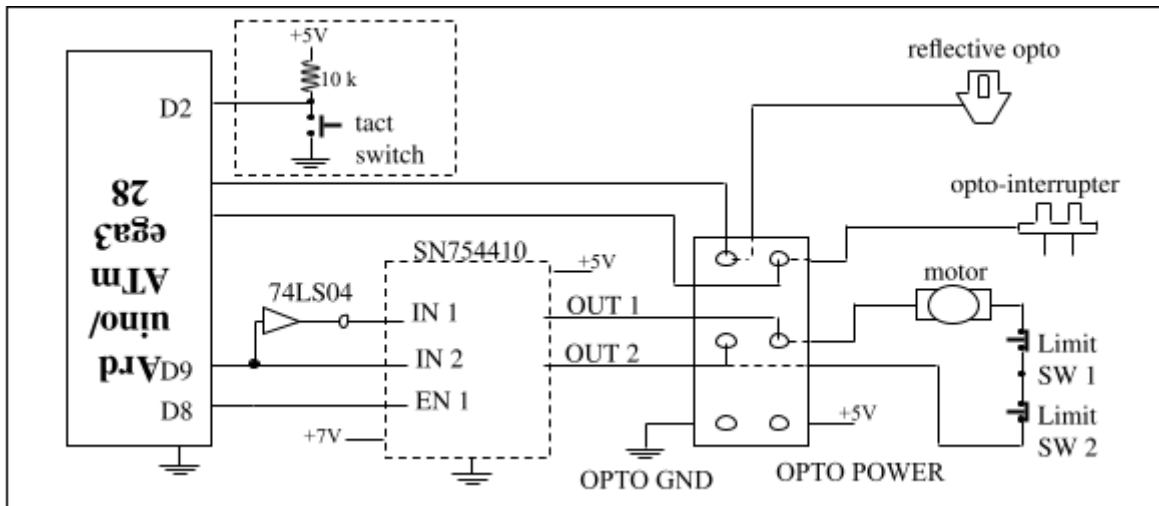 +5V
10 k
D2
tact
switch
reflective opto
opto-interrupter
Ard
uino/
ATm
ega3
28
SN754410
+5V
motor
74LS04
IN 1
OUT 1
IN 2
OUT 2
D9
EN 1
D8
+7V
Limit
SW 1
Limit
SW 2
+5V
OPTO GND
OPTO POWER